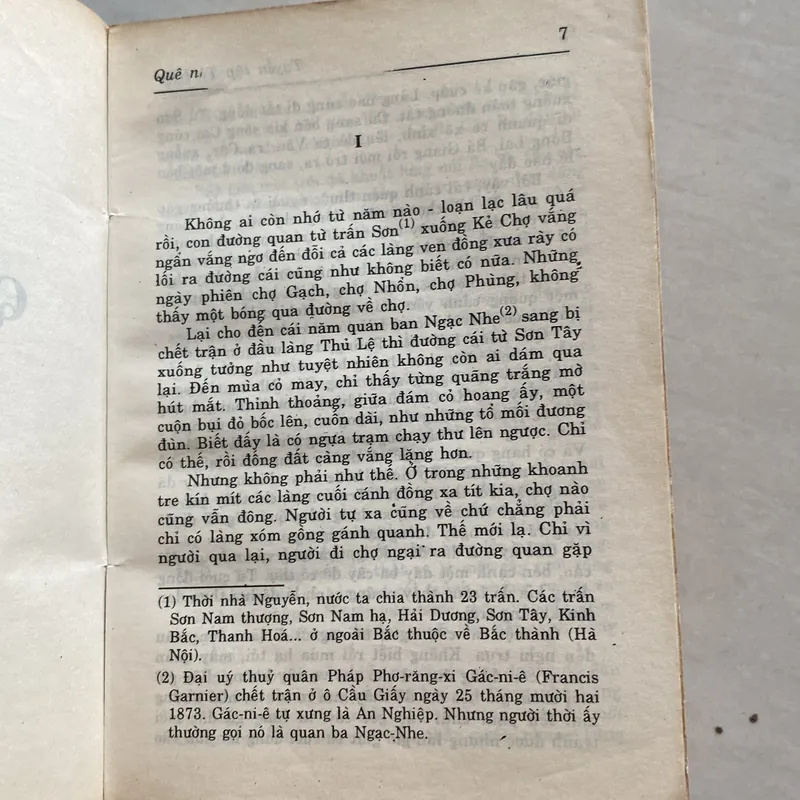 7
Quê n
I
Không ai còn nhớ từ năm nào - loạn lạc lâu quá
rồi, con đường quan từ trấn Sơn(1) xuống Kẻ Chợ vắng
ngắn vắng ngơ đến đỗi cả các làng ven đồng xưa rày có
lối ra đường cái cũng như không biết có nữa. Những
ngày phiên chợ Gạch, chợ Nhổn, chợ Phùng, không
thấy một bóng qua đường về chợ.
Lại cho đến cái năm quan ban Ngạc Nhe(2) sang bị
chết trận ở đầu làng Thủ Lệ thì đường cái từ Sơn Tây
xuống tưởng như tuyệt nhiên không còn ai dám qua
lại. Đến mùa cỏ may, chỉ thấy từng quãng trắng mờ
hút mắt. Thỉnh thoảng, giữa đám cỏ hoang ấy, một
cuộn bụi đỏ bốc lên, cuốn dài, như những tổ mối đương
đùn. Biết đấy là có ngựa trạm chạy thư lên ngược. Chỉ
có thế, rồi đồng đất càng vắng lặng hơn.
Nhưng không phải như thế. Ở trong những khoanh
tre kín mít các làng cuối cánh đồng xa tít kia, chợ nào
cũng vẫn đông. Người tự xa cũng về chứ chẳng phải
chỉ có làng xóm gồng gánh quanh. Thế mới lạ. Chỉ vì
người qua lại, người đi chợ ngại ra đường quan gặp
(1) Thời nhà Nguyễn, nước ta chia thành 23 trấn. Các trấn
Sơn Nam thượng, Sơn Nam hạ, Hải Dương, Sơn Tây, Kinh
Bắc, Thanh Hoá... ở ngoài Bắc thuộc về Bắc thành (Hà
Nội).
(2) Đại uý thuỷ quân Pháp Phơ-răng-xi Gác-ni-ê (Francis
Garnier) chết trận ở ô Cầu Giấy ngày 25 tháng mười hai
1873. Gác-ni-ê tự xưng là An Nghiệp. Nhưng người thời ấy
thường gọi nó là quan ba Ngạc-Nhe.